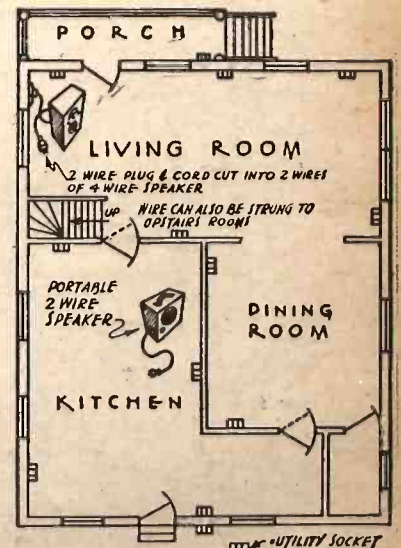 PORCH
LIVING ROOM
2 WIRE PLUG & CORD CUT INTO 2 WIRES
OF 4 WIRE SPEAKER
UP
WIRE CAN ALSO BE STRUNG TO
UPSTAIRS ROOMS
PORTABLE
2 WIRE
SPEAKER
DINING
ROOM
KITCHEN
=UTILITY SOCKET